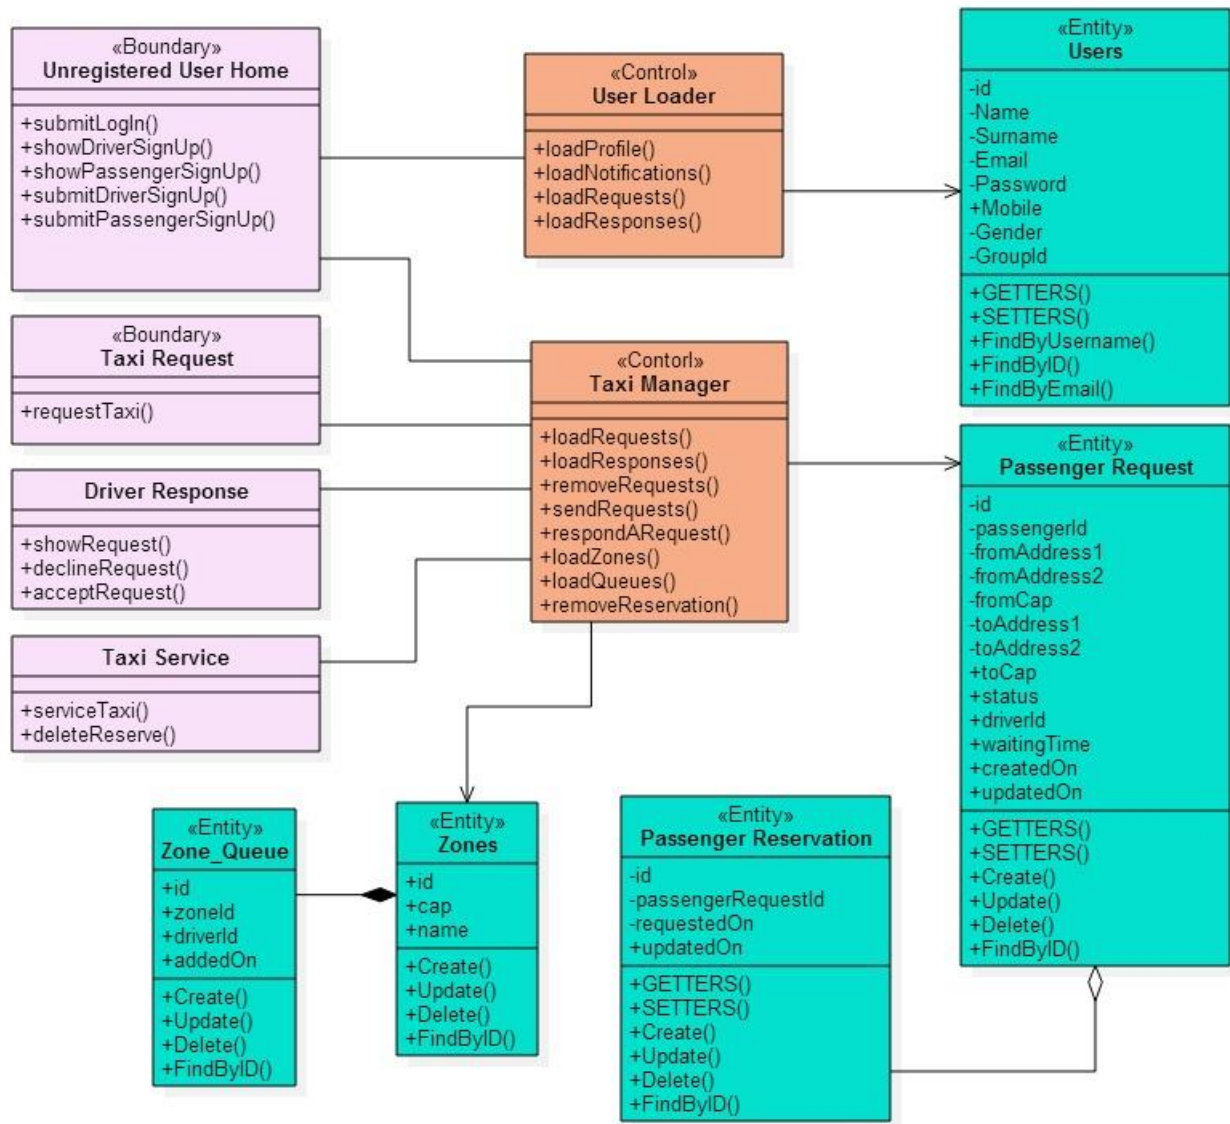 «Boundary»
Unregistered User Home
+submitLogIn()
+showDriverSignUp()
+showPassengerSignUp()
+submitDriverSignUp()
+submitPassengerSignUp()
«Control»
User Loader
+loadProfile()
+loadNotifications()
+loadRequests()
+loadResponses()
«Entity»
Users
-id
-Name
-Surname
-Email
-Password
+Mobile
-Gender
-GroupId
+GETTERS()
+SETTERS()
+FindByUsername()
+FindByID()
+FindByEmail()
«Boundary»
Taxi Request
+requestTaxi()
«Contorl»
Taxi Manager
+loadRequests()
+loadResponses()
+removeRequests()
+sendRequests()
+respondARequest()
+loadZones()
+loadQueues()
+removeReservation()
«Entity»
Passenger Request
-id
-passengerId
-fromAddress1
-fromAddress2
-fromCap
-toAddress1
-toAddress2
+toCap
+status
+driverId
+waitingTime
+createdOn
+updatedOn
+GETTERS()
+SETTERS()
+Create()
+Update()
+Delete()
+FindByID()
Driver Response
+showRequest()
+declineRequest()
+acceptRequest()
Taxi Service
+serviceTaxi()
+deleteReserve()
«Entity»
Zone_Queue
+id
+zoneId
+driverId
+addedOn
+Create()
+Update()
+Delete()
+FindByID()
«Entity»
Zones
+id
+cap
+name
+Create()
+Update()
+Delete()
+FindByID()
«Entity»
Passenger Reservation
-id
-passengerRequestId
-requestedOn
+updatedOn
+GETTERS()
+SETTERS()
+Create()
+Update()
+Delete()
+FindByID()